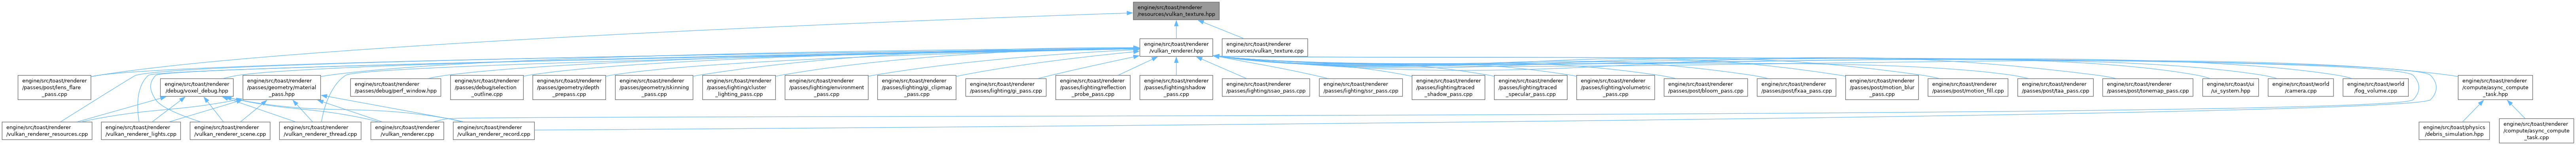 engine/src/toast/renderer
/resources/vulkan_texture.hpp
engine/src/toast/renderer
/vulkan_renderer.hpp
engine/src/toast/renderer
/resources/vulkan_texture.cpp
engine/src/toast/renderer
/passes/post/lens_flare
_pass.cpp
engine/src/toast/renderer
/debug/voxel_debug.hpp
engine/src/toast/renderer
/passes/geometry/material
_pass.hpp
engine/src/toast/renderer
/passes/debug/perf_window.hpp
engine/src/toast/renderer
/passes/debug/selection
_outline.cpp
engine/src/toast/renderer
/passes/geometry/depth
_prepass.cpp
engine/src/toast/renderer
/passes/geometry/skinning
_pass.cpp
engine/src/toast/renderer
/passes/lighting/cluster
_lighting_pass.cpp
engine/src/toast/renderer
/passes/lighting/environment
_pass.cpp
engine/src/toast/renderer
/passes/lighting/gi_clipmap
_pass.cpp
engine/src/toast/renderer
/passes/lighting/gi_pass.cpp
engine/src/toast/renderer
/passes/lighting/reflection
_probe_pass.cpp
engine/src/toast/renderer
/passes/lighting/shadow
_pass.cpp
engine/src/toast/renderer
/passes/lighting/ssao_pass.cpp
engine/src/toast/renderer
/passes/lighting/ssr_pass.cpp
engine/src/toast/renderer
/passes/lighting/traced
_shadow_pass.cpp
engine/src/toast/renderer
/passes/lighting/traced
_specular_pass.cpp
engine/src/toast/renderer
/passes/lighting/volumetric
_pass.cpp
engine/src/toast/renderer
/passes/post/bloom_pass.cpp
engine/src/toast/renderer
/passes/post/fxaa_pass.cpp
engine/src/toast/renderer
/passes/post/motion_blur
_pass.cpp
engine/src/toast/renderer
/passes/post/motion_fill.cpp
engine/src/toast/renderer
/passes/post/taa_pass.cpp
engine/src/toast/renderer
/passes/post/tonemap_pass.cpp
engine/src/toast/ui
/ui_system.hpp
engine/src/toast/world
/camera.cpp
engine/src/toast/world
/fog_volume.cpp
engine/src/toast/renderer
/compute/async_compute
_task.hpp
engine/src/toast/renderer
/vulkan_renderer_resources.cpp
engine/src/toast/renderer
/vulkan_renderer_lights.cpp
engine/src/toast/renderer
/vulkan_renderer_scene.cpp
engine/src/toast/renderer
/vulkan_renderer_thread.cpp
engine/src/toast/renderer
/vulkan_renderer.cpp
engine/src/toast/renderer
/vulkan_renderer_record.cpp
engine/src/toast/physics
/debris_simulation.hpp
engine/src/toast/renderer
/compute/async_compute
_task.cpp